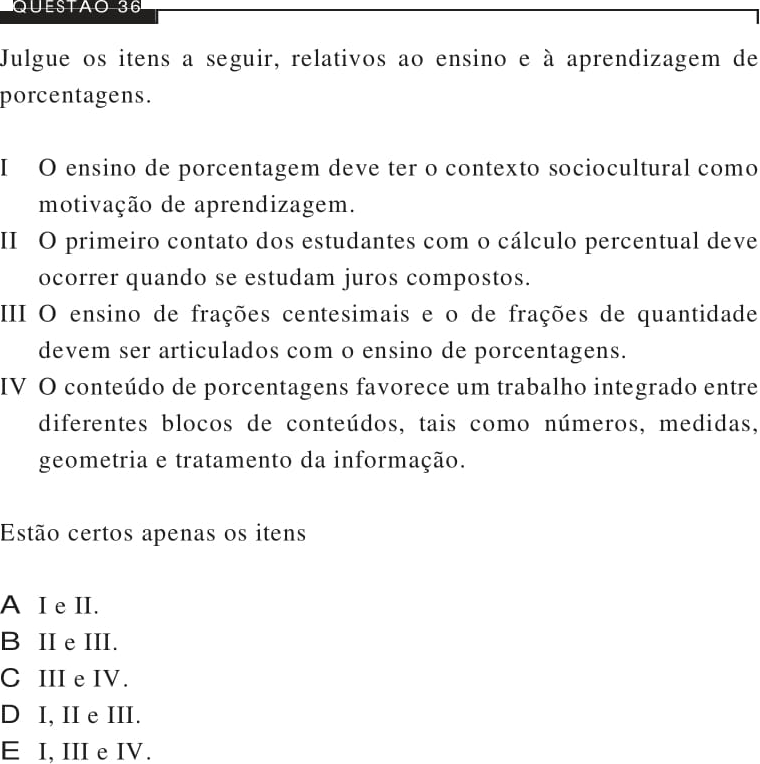 QUESTÃO 36
Julgue os itens a seguir, relativos ao ensino e à aprendizagem de
porcentagens.
I O ensino de porcentagem deve ter o contexto sociocultural como
motivação de aprendizagem.
II O primeiro contato dos estudantes com o cálculo percentual deve
ocorrer quando se estudam juros compostos.
III O ensino de frações centesimais e o de frações de quantidade
devem ser articulados com o ensino de porcentagens.
IV O conteúdo de porcentagens favorece um trabalho integrado entre
diferentes blocos de conteúdos, tais como números, medidas,
geometria e tratamento da informação.
Estão certos apenas os itens
A I e II.
B II e III.
C III e IV.
D I, II e III.
E I, III e IV.